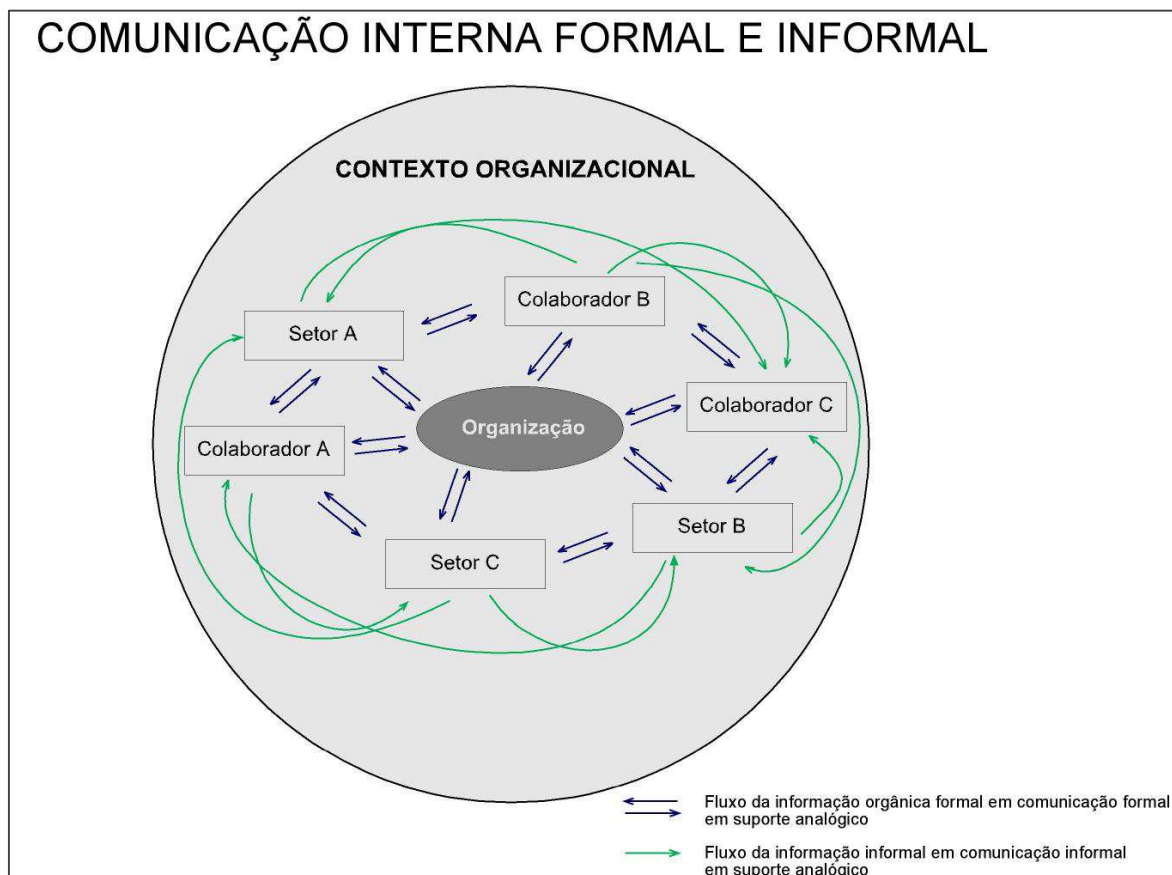 COMUNICAÇÃO INTERNA FORMAL E INFORMAL
CONTEXTO ORGANIZACIONAL
Colaborador B
Setor A
Colaborador C
Organização
Colaborador A
Setor B
Setor C
Fluxo da informação orgânica formal em comunicação formal
em suporte analógico
Fluxo da informação informal em comunicação informal
em suporte analógico